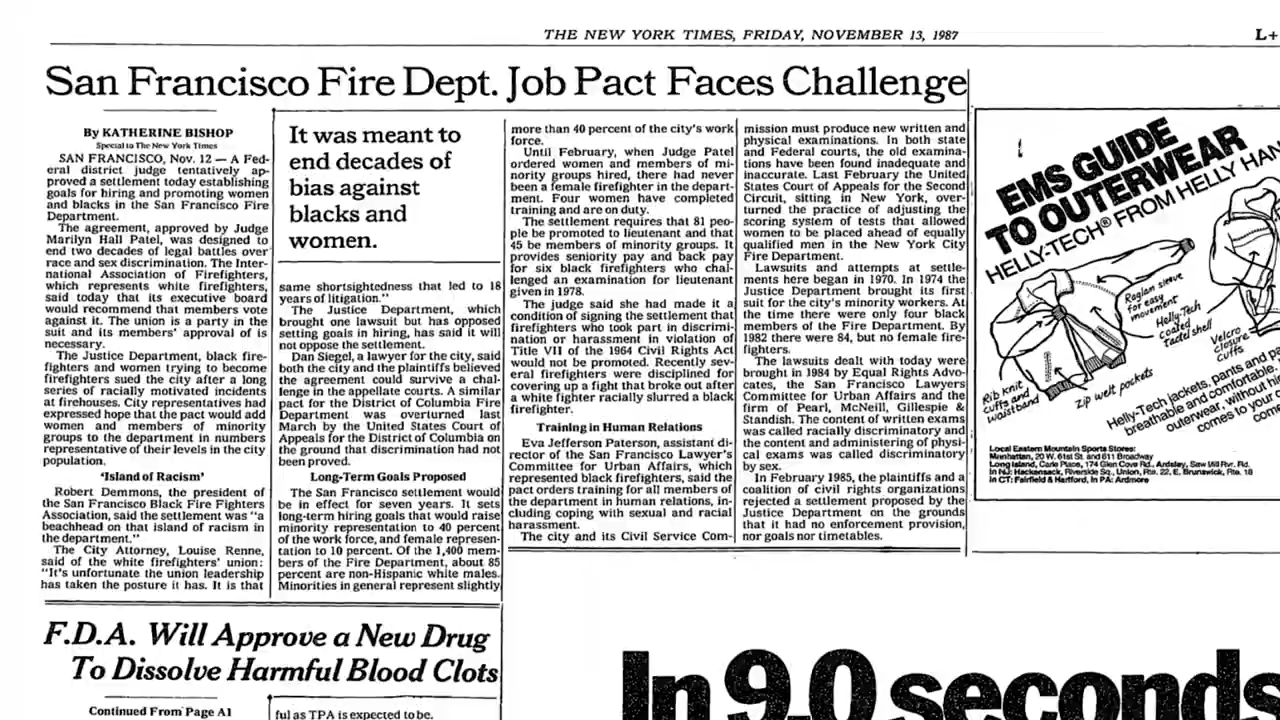 THE NEW YORK TIMES, FRIDAY, NOVEMBER 13, 1987
L+
San Francisco Fire Dept. Job Pact Faces Challenge
By KATHERINE BISHOP
Special to The New York Times
SAN FRANCISCO, Nov. 12 — A Fed-
eral district judge tentatively ap-
proved a settlement today establishing
goals for hiring and promoting women
and blacks in the San Francisco Fire
Department.
The agreement, approved by Judge
Marilyn Hall Patel, was designed to
end two decades of legal battles over
race and sex discrimination. The Inter-
national Association of Firefighters,
which represents white firefighters,
said today that its executive board
would recommend that members vote
against it. The union is a party in the
suit and its members' approval of is
necessary.
The Justice Department, black fire-
fighters and women trying to become
firefighters sued the city after a long
series of racially motivated incidents
at firehouses. City representatives had
expressed hope that the pact would add
women and members of minority
groups to the department in numbers
representative of their levels in the city
population.
'Island of Racism'
Robert Demmons, the president of
the San Francisco Black Fire Fighters
Association, said the settlement was "a
beachhead on that island of racism in
the department."
The City Attorney, Louise Renne,
said of the white firefighters' union:
"It's unfortunate the union leadership
has taken the posture it has. It is that
It was meant to
end decades of
bias against
blacks and
women.
same shortsightedness that led to 18
years of litigation."
The Justice Department, which
brought one lawsuit but has opposed
setting goals in hiring, has said it will
not oppose the settlement.
Dan Siegel, a lawyer for the city, said
both the city and the plaintiffs believed
the agreement could survive a chal-
lenge in the appellate courts. A similar
pact for the District of Columbia Fire
Department was overturned last
March by the United States Court of
Appeals for the District of Columbia on
the ground that discrimination had not
been proved.
Long-Term Goals Proposed
The San Francisco settlement would
be in effect for seven years. It sets
long-term hiring goals that would raise
minority representation to 40 percent
of the work force, and female represen-
tation to 10 percent. Of the 1,400 mem-
bers of the Fire Department, about 85
percent are non-Hispanic white males.
Minorities in general represent slightly
more than 40 percent of the city's work
force.
Until February, when Judge Patel
ordered women and members of mi-
nority groups hired, there had never
been a female firefighter in the depart-
ment. Four women have completed
training and are on duty.
The settlement requires that 81 peo-
ple be promoted to lieutenant and that
45 be members of minority groups. It
provides seniority pay and back pay
for six black firefighters who chal-
lenged an examination for lieutenant
given in 1978.
The judge said she had made it a
condition of signing the settlement that
firefighters who took part in discrimi-
nation or harassment in violation of
Title VII of the 1964 Civil Rights Act
would not be promoted. Recently sev-
eral firefighters were disciplined for
covering up a fight that broke out after
a white fighter racially slurred a black
firefighter.
Training in Human Relations
Eva Jefferson Paterson, assistant di-
rector of the San Francisco Lawyer's
Committee for Urban Affairs, which
represented black firefighters, said the
pact orders training for all members of
the department in human relations, in-
cluding coping with sexual and racial
harassment.
The city and its Civil Service Com-
mission must produce new written and
physical examinations. In both state
and Federal courts, the old examina-
tions have been found inadequate and
inaccurate. Last February the United
States Court of Appeals for the Second
Circuit, sitting in New York, over-
turned the practice of adjusting the
scoring system of tests that allowed
women to be placed ahead of equally
qualified men in the New York City
Fire Department.
Lawsuits and attempts at settle-
ments here began in 1970. In 1974 the
Justice Department brought its first
suit for the city's minority workers. At
the time there were only four black
members of the Fire Department. By
1982 there were 84, but no female fire-
fighters.
The lawsuits dealt with today were
brought in 1984 by Equal Rights Advo-
cates, the San Francisco Lawyers
Committee for Urban Affairs and the
firm of Pearl, McNeill, Gillespie &
Standish. The content of written exams
was called racially discriminatory and
the content and administering of physi-
cal exams was called discriminatory
by sex.
In February 1985, the plaintiffs and a
coalition of civil rights organizations
rejected a settlement proposed by the
Justice Department on the grounds
that it had no enforcement provision,
nor goals nor timetables.
EMS GUIDE
TO OUTERWEAR
HELLY-TECH® FROM HELLY HAN
Raglan sleeve
for easy
movement
Helly-Tech
coated
shell
Velcro
closure
cuffs
Rib knit
cuffs and
waistband
Zip welt pockets
Helly-Tech jackets, pants and pa
breathable and comfortable.
outerwear, without
comes to your
Local Eastern Mountain Sports Stores:
Manhattan, 20 W. 61st St. and 611 Broadway
Long Island, Carle Place, 174 Glen Cove Rd., Ardsley, Saw Mill Rvr. Rd.
In NJ: Hackensack, Riverside Sq., Union, Rte. 22, E. Brunswick, Rte. 18
In CT: Fairfield & Hartford, In PA: Ardmore
F.D.A. Will Approve a New Drug
To Dissolve Harmful Blood Clots
Continued From Page A1
ful as TPA is expected to be.
In 9.0 seconds